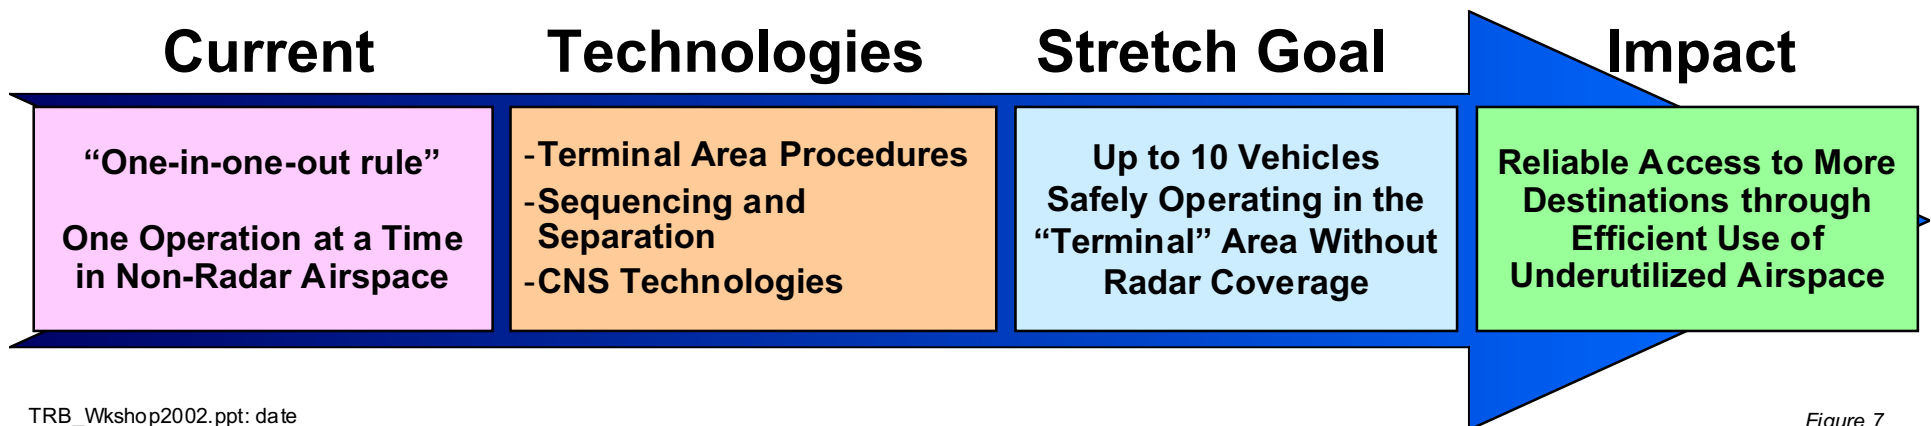 Current
Technologies
Stretch Goal
Impact
“One-in-one-out rule”
One Operation at a Time
in Non-Radar Airspace
-Terminal Area Procedures
-Sequencing and
Separation
-CNS Technologies
Up to 10 Vehicles
Safely Operating in the
“Terminal” Area Without
Radar Coverage
Reliable Access to More
Destinations through
Efficient Use of
Underutilized Airspace
TRB_Wkshop2002.ppt: date
Figure 7